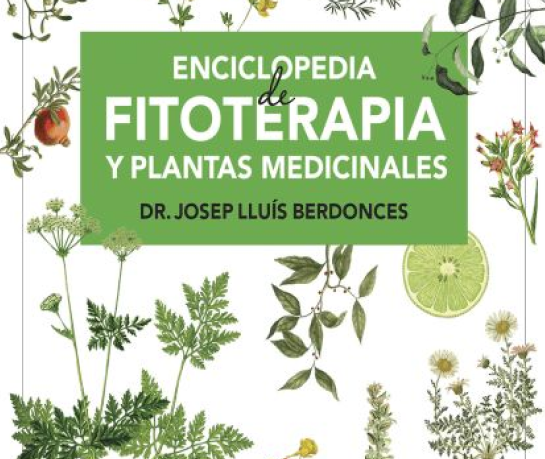 ENCICLOPEDIA
de
FITOTERAPIA
Y PLANTAS MEDICINALES
DR. JOSEP LLUÍS BERDONCES